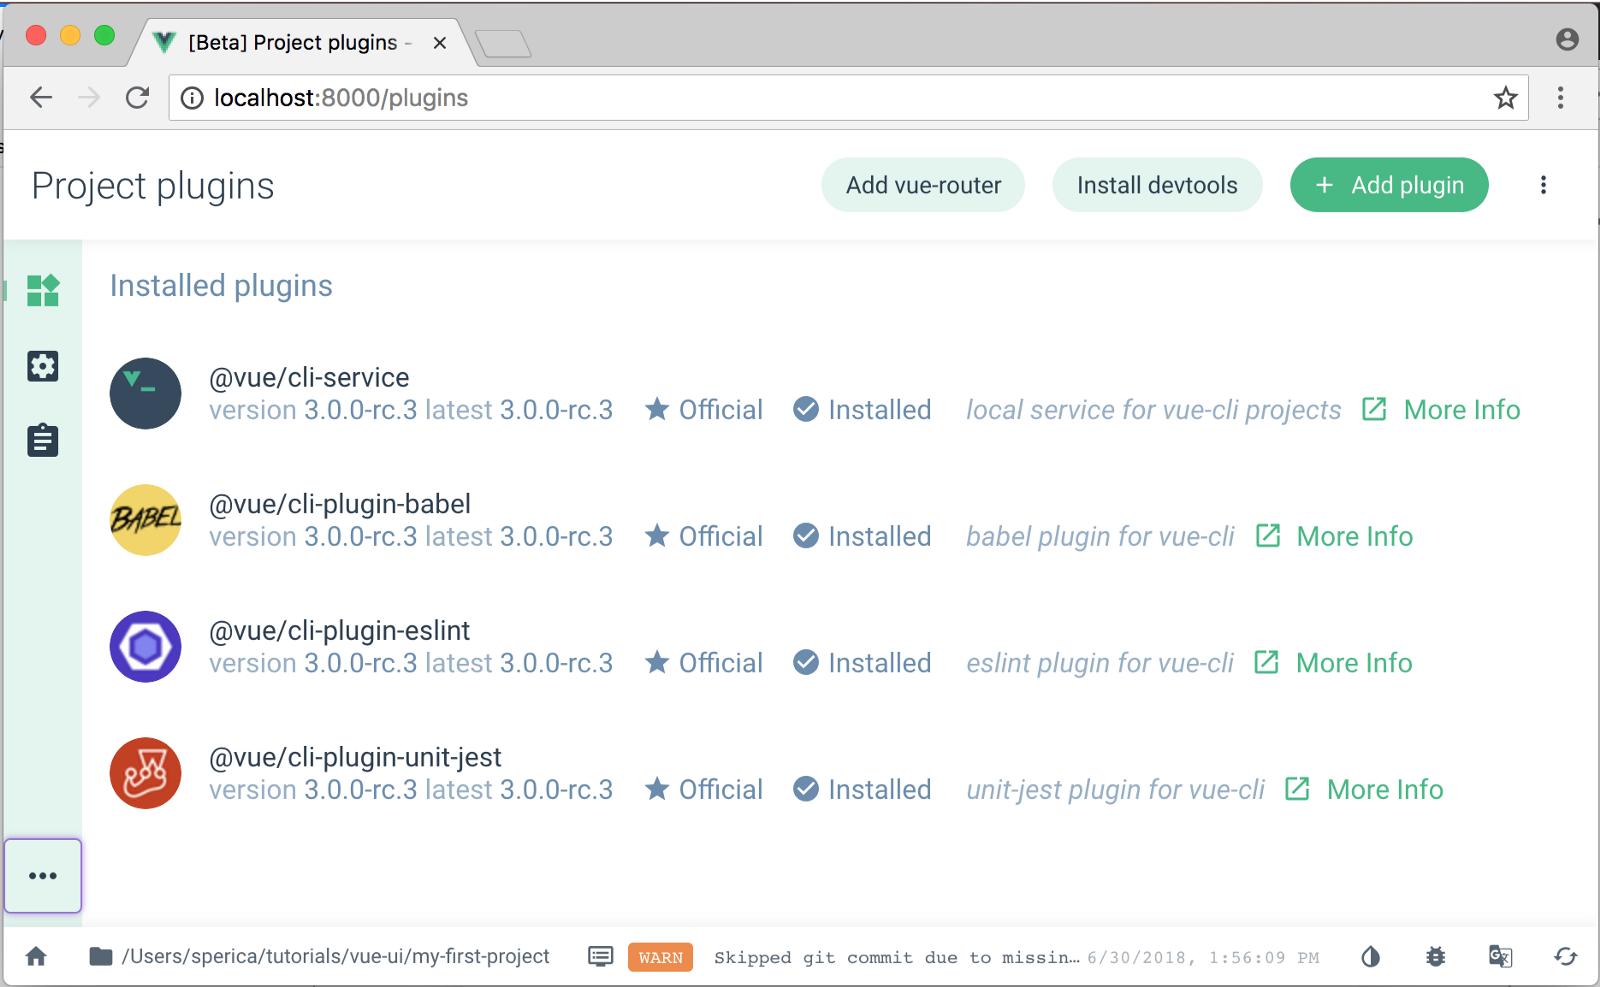 [Beta] Project plugins -
localhost:8000/plugins
Project plugins
Add vue-router
Install devtools
+ Add plugin
Installed plugins
@vue/cli-service
version 3.0.0-rc.3 latest 3.0.0-rc.3 Official Installed local service for vue-cli projects More Info
BABEL
@vue/cli-plugin-babel
version 3.0.0-rc.3 latest 3.0.0-rc.3 Official Installed babel plugin for vue-cli More Info
@vue/cli-plugin-eslint
version 3.0.0-rc.3 latest 3.0.0-rc.3 Official Installed eslint plugin for vue-cli More Info
@vue/cli-plugin-unit-jest
version 3.0.0-rc.3 latest 3.0.0-rc.3 Official Installed unit-jest plugin for vue-cli More Info
/Users/sperica/tutorials/vue-ui/my-first-project WARN Skipped git commit due to missin… 6/30/2018, 1:56:09 PM